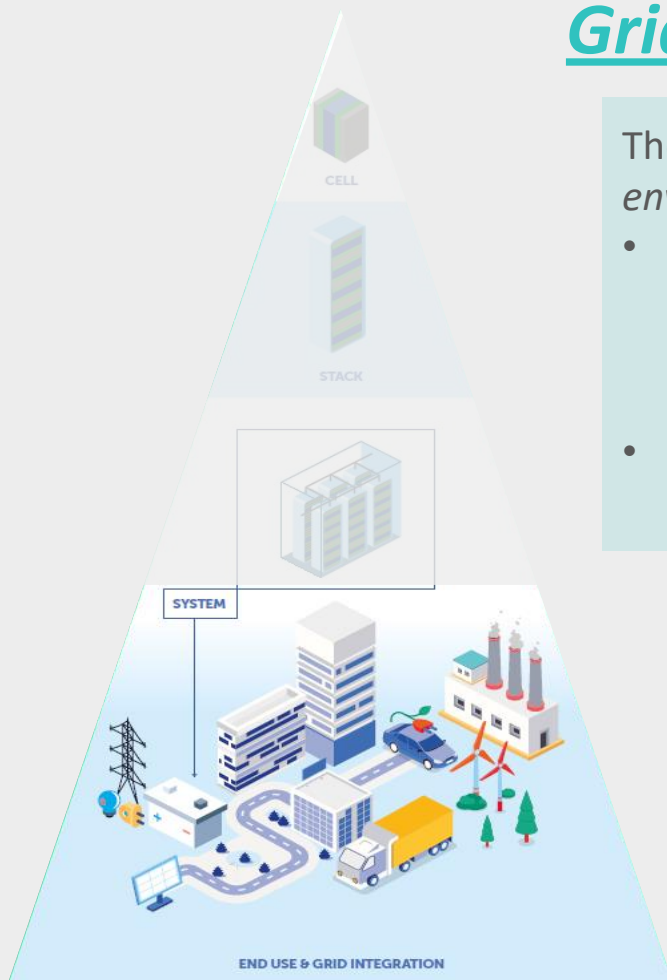 Grid
Th
env
•
•
CELL
STACK
SYSTEM
END USE & GRID INTEGRATION